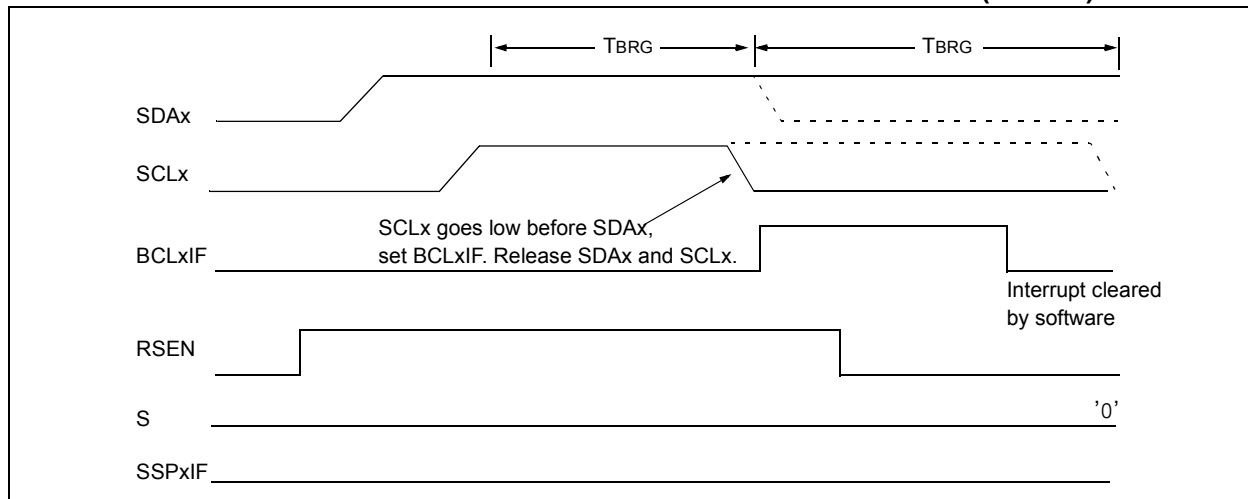 TBRG TBRG
SDAx
SCLx
SCLx goes low before SDAx,
set BCLxIF. Release SDAx and SCLx.
BCLxIF
Interrupt cleared
by software
RSEN
S '0'
SSPxIF